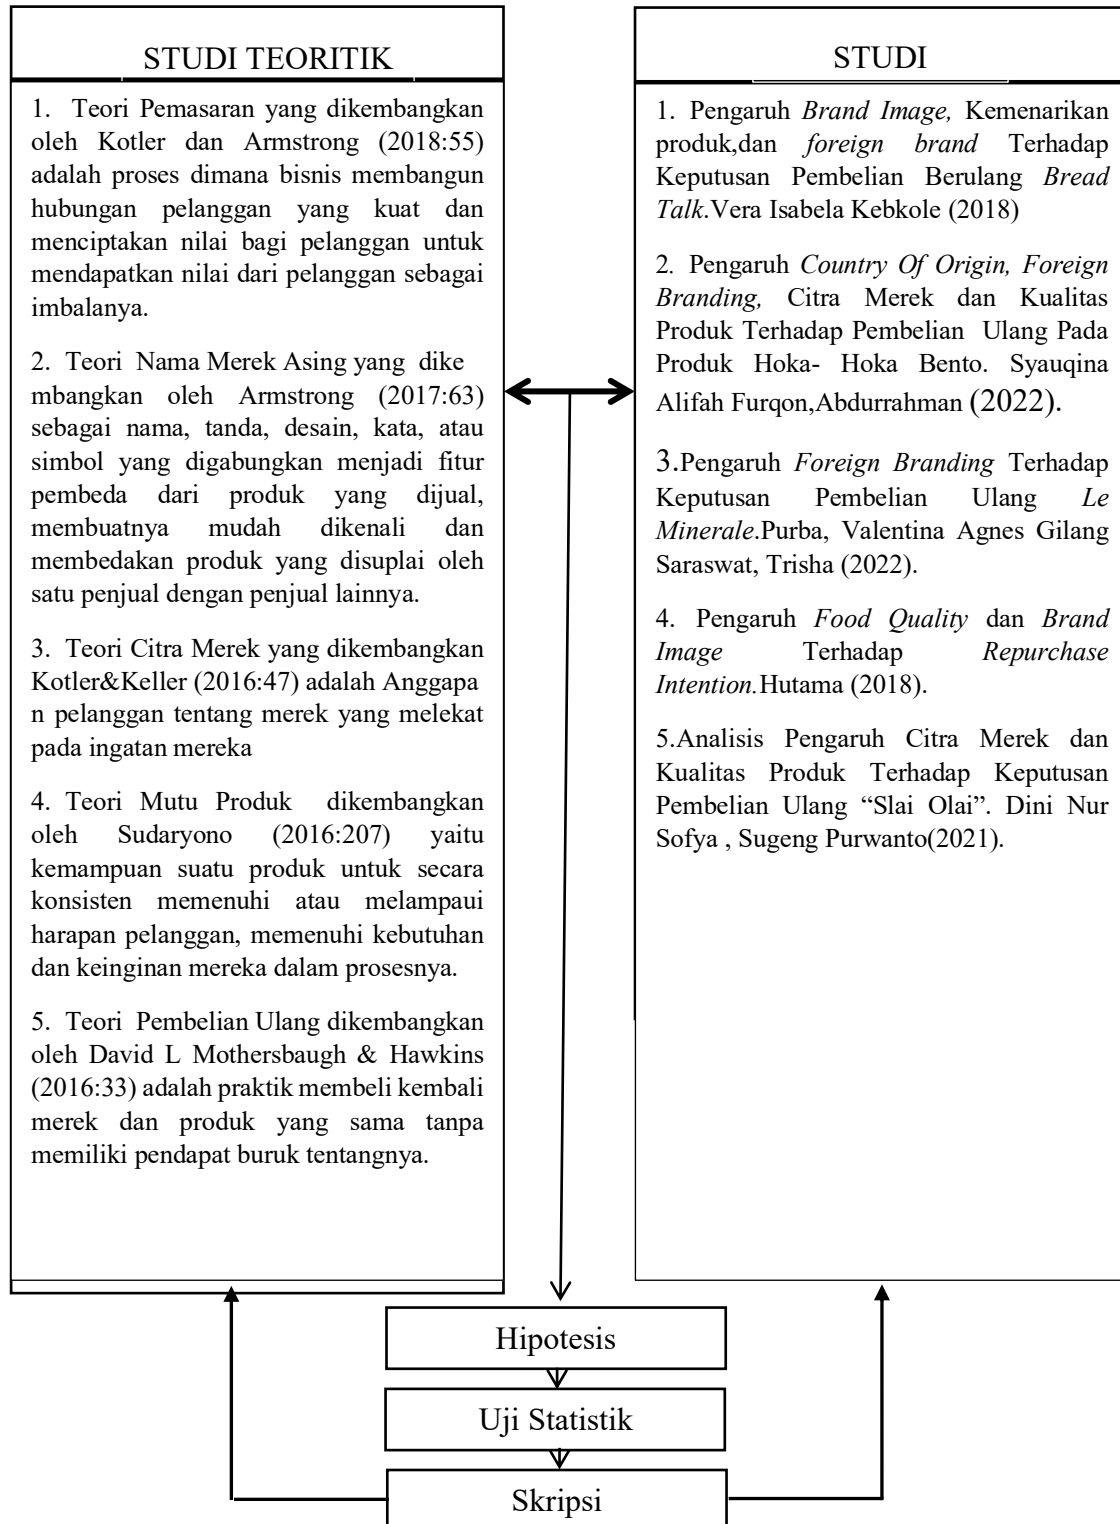 STUDI TEORITIK
1. Teori Pemasaran yang dikembangkan
oleh Kotler dan Armstrong (2018:55)
adalah proses dimana bisnis membangun
hubungan pelanggan yang kuat dan
menciptakan nilai bagi pelanggan untuk
mendapatkan nilai dari pelanggan sebagai
imbalanya.
2. Teori Nama Merek Asing yang dike
mbangkan oleh Armstrong (2017:63)
sebagai nama, tanda, desain, kata, atau
simbol yang digabungkan menjadi fitur
pembeda dari produk yang dijual,
membuatnya mudah dikenali dan
membedakan produk yang disuplai oleh
satu penjual dengan penjual lainnya.
3. Teori Citra Merek yang dikembangkan
Kotler&Keller (2016:47) adalah Anggapa
n pelanggan tentang merek yang melekat
pada ingatan mereka
4. Teori Mutu Produk dikembangkan
oleh Sudaryono (2016:207) yaitu
kemampuan suatu produk untuk secara
konsisten memenuhi atau melampaui
harapan pelanggan, memenuhi kebutuhan
dan keinginan mereka dalam prosesnya.
5. Teori Pembelian Ulang dikembangkan
oleh David L Mothersbaugh & Hawkins
(2016:33) adalah praktik membeli kembali
merek dan produk yang sama tanpa
memiliki pendapat buruk tentangnya.
STUDI
1. Pengaruh Brand Image, Kemenarikan
produk,dan foreign brand Terhadap
Keputusan Pembelian Berulang Bread
Talk.Vera Isabela Kebkole (2018)
2. Pengaruh Country Of Origin, Foreign
Branding, Citra Merek dan Kualitas
Produk Terhadap Pembelian Ulang Pada
Produk Hoka- Hoka Bento. Syauqina
Alifah Furqon,Abdurrahman (2022).
3.Pengaruh Foreign Branding Terhadap
Keputusan Pembelian Ulang Le
Minerale.Purba, Valentina Agnes Gilang
Saraswat, Trisha (2022).
4. Pengaruh Food Quality dan Brand
Image Terhadap Repurchase
Intention.Hutama (2018).
5.Analisis Pengaruh Citra Merek dan
Kualitas Produk Terhadap Keputusan
Pembelian Ulang “Slai Olai”. Dini Nur
Sofya , Sugeng Purwanto(2021).
Hipotesis
Uji Statistik
Skripsi